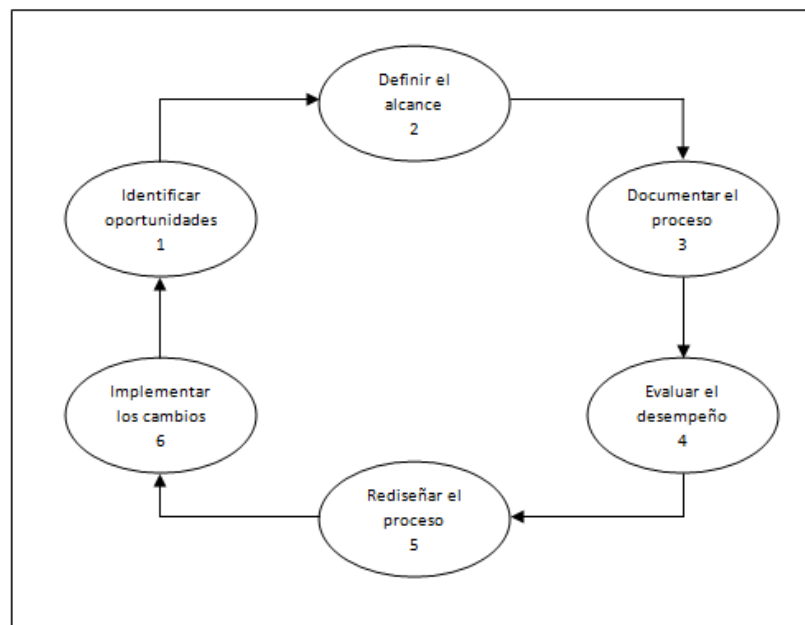 Definir el
alcance
2
Identificar
oportunidades
1
Documentar el
proceso
3
Implementar
los cambios
6
Evaluar el
desempeño
4
Rediseñar el
proceso
5